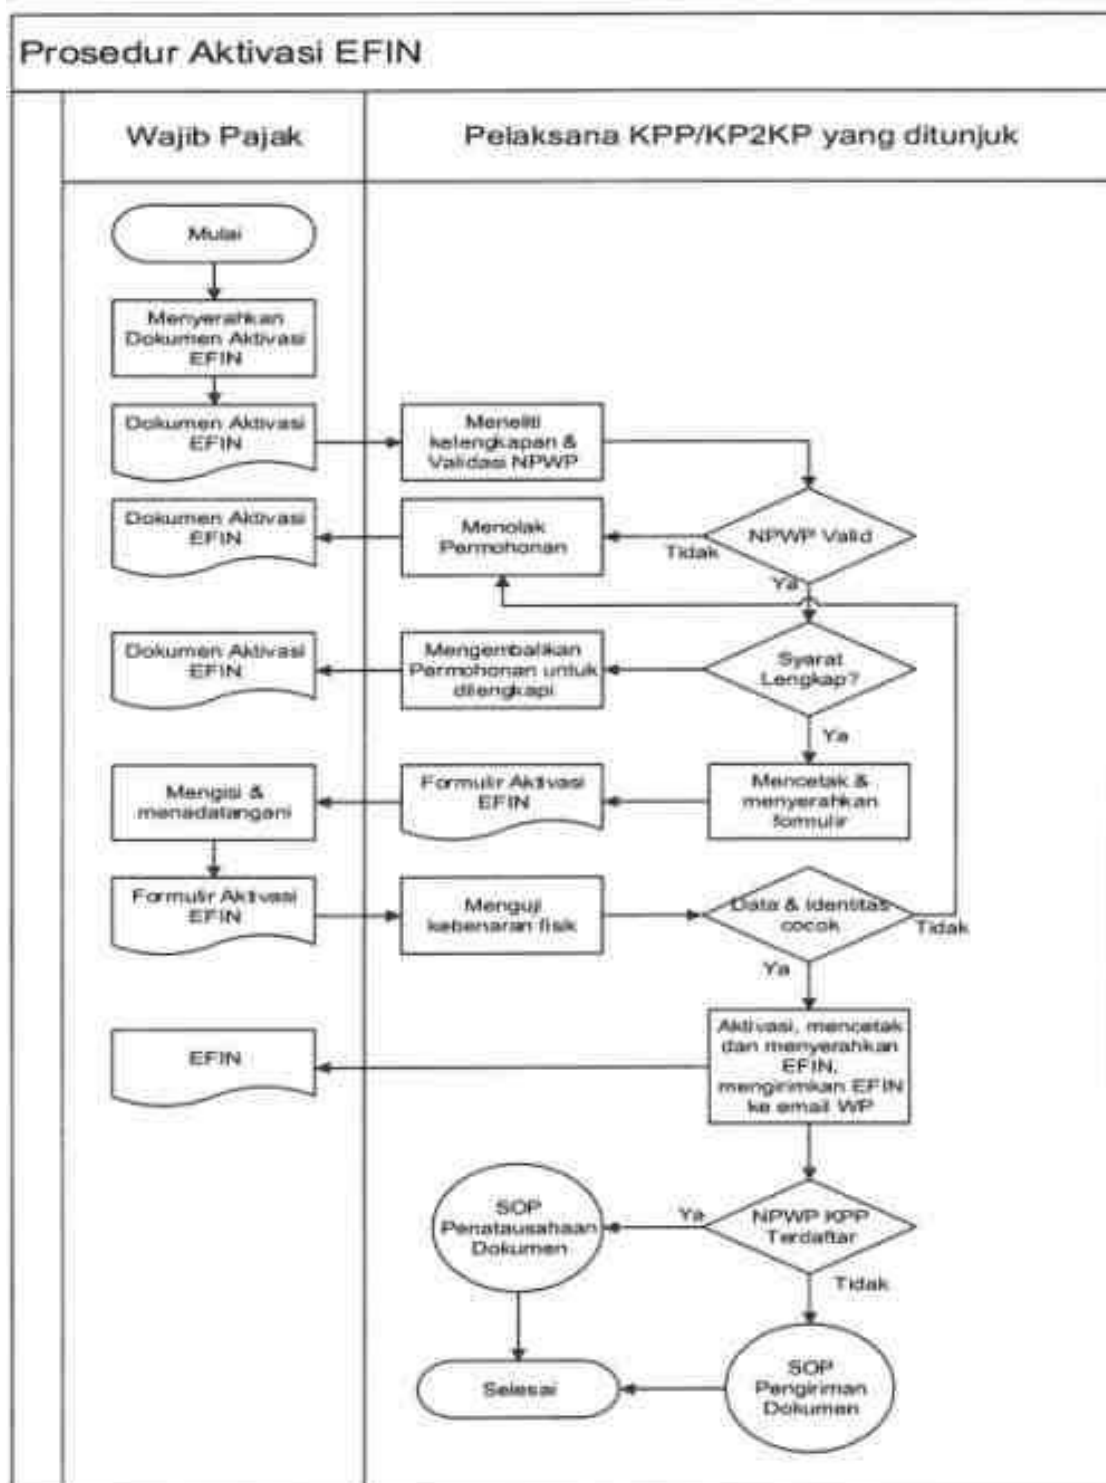 Prosedur Aktivasi EFIN
Wajib Pajak
Pelaksana KPP/KP2KP yang ditunjuk
Mulai
Menyerahkan
Dokumen Aktivasi
EFIN
Dokumen Aktivasi
EFIN
Meneliti
kelengkapan &
Validasi NPWP
NPWP Valid
Tidak
Ya
Menolak
Permohonan
Dokumen Aktivasi
EFIN
Syarat
Lengkap?
Mengembalikan
Permohonan untuk
dilengkapi
Dokumen Aktivasi
EFIN
Ya
Mencetak &
menyerahkan
formulir
Formulir Aktivasi
EFIN
Mengisi &
menadatangani
Formulir Aktivasi
EFIN
Menguji
kebenaran fisik
Data & Identitas
cocok
Tidak
Ya
Aktivasi, mencetak
dan menyerahkan
EFIN,
mengirimkan EFIN
ke email WP
EFIN
NPWP KPP
Terdaftar
Ya
SOP
Penatausahaan
Dokumen
Tidak
SOP
Pengiriman
Dokumen
Selesai